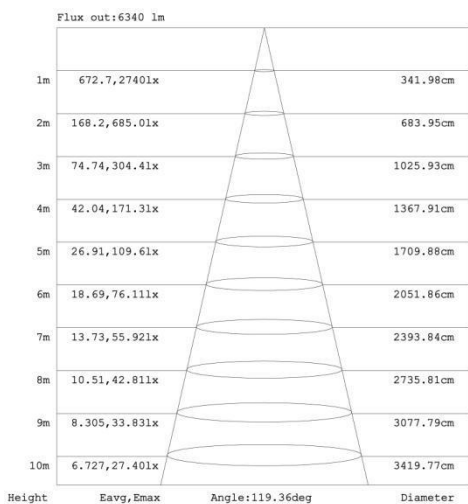 Flux out:6340 lm
1m 672.7,2740lx 341.98cm
2m 168.2,685.0lx 683.95cm
3m 74.74,304.4lx 1025.93cm
4m 42.04,171.3lx 1367.91cm
5m 26.91,109.6lx 1709.88cm
6m 18.69,76.11lx 2051.86cm
7m 13.73,55.92lx 2393.84cm
8m 10.51,42.81lx 2735.81cm
9m 8.305,33.83lx 3077.79cm
10m 6.727,27.40lx 3419.77cm
Height Eavg,Emax Angle:119.36deg Diameter